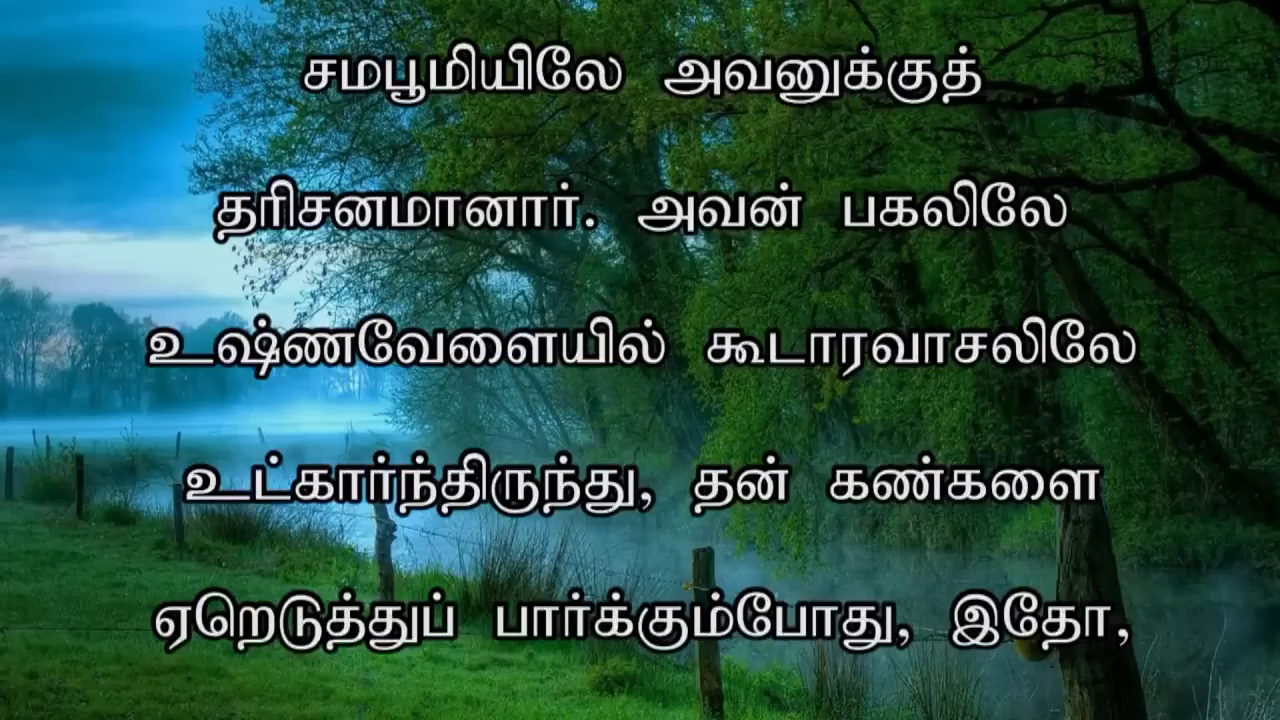 சமபூமியிலே அவனுக்குத்
தரிசனமானார். அவன் பகலிலே
உஷ்ணவேளையில் கூடாரவாசலிலே
உட்கார்ந்திருந்து, தன் கண்களை
ஏறெடுத்துப் பார்க்கும்போது, இதோ,